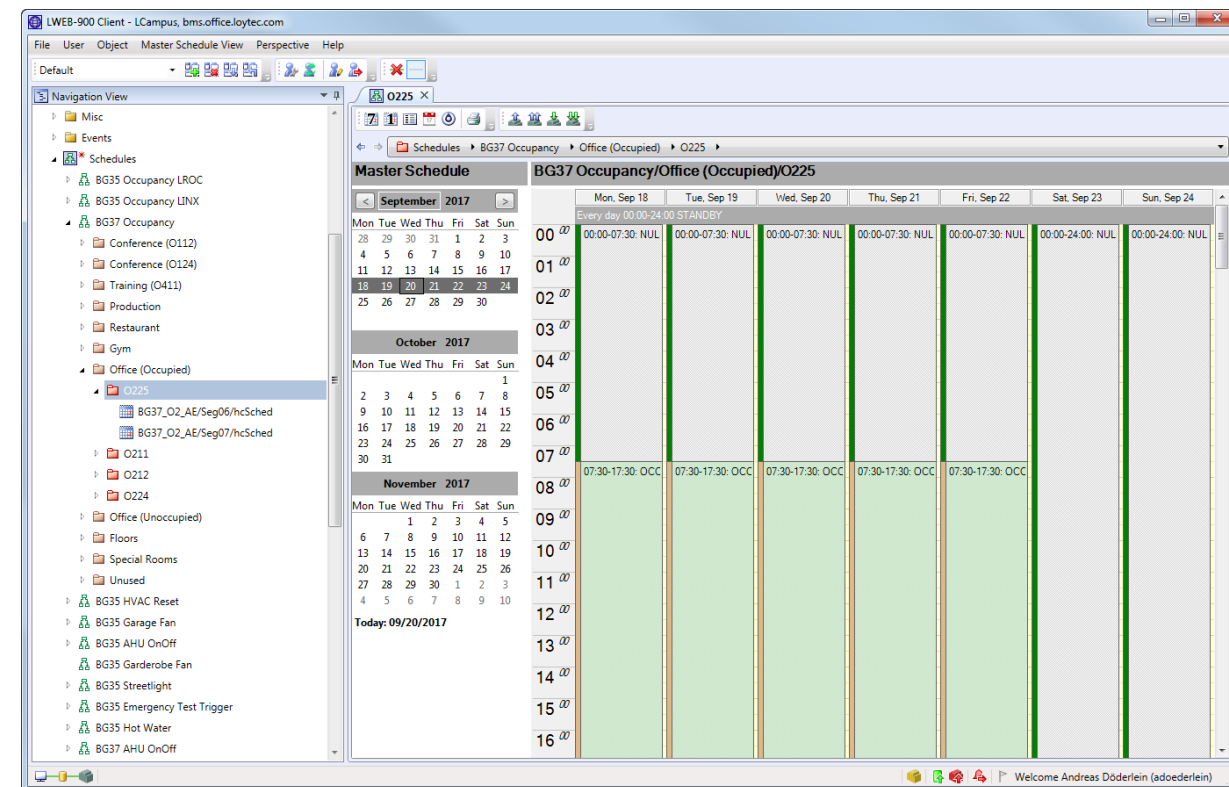 LWEB-900 Client - LCampus, bms.office.loytec.com
File User Object Master Schedule View Perspective Help
Default
Navigation View
Misc
Events
Schedules
BG35 Occupancy LROC
BG35 Occupancy LINX
BG37 Occupancy
Conference (O112)
Conference (O124)
Training (O411)
Production
Restaurant
Gym
Office (Occupied)
O225
BG37_O2_AE/Seg06/hcSched
BG37_O2_AE/Seg07/hcSched
O211
O212
O224
Office (Unoccupied)
Floors
Special Rooms
Unused
BG35 HVAC Reset
BG35 Garage Fan
BG35 AHU OnOff
BG35 Garderobe Fan
BG35 Streetlight
BG35 Emergency Test Trigger
BG35 Hot Water
BG37 AHU OnOff
O225
Schedules BG37 Occupancy Office (Occupied) O225
Master Schedule
< September 2017 >
Mon Tue Wed Thu Fri Sat Sun
28 29 30 31 1 2 3
4 5 6 7 8 9 10
11 12 13 14 15 16 17
18 19 20 21 22 23 24
25 26 27 28 29 30
October 2017
Mon Tue Wed Thu Fri Sat Sun
1
2 3 4 5 6 7 8
9 10 11 12 13 14 15
16 17 18 19 20 21 22
23 24 25 26 27 28 29
30 31
November 2017
Mon Tue Wed Thu Fri Sat Sun
1 2 3 4 5
6 7 8 9 10 11 12
13 14 15 16 17 18 19
20 21 22 23 24 25 26
27 28 29 30 1 2 3
4 5 6 7 8 9 10
Today: 09/20/2017
BG37 Occupancy/Office (Occupied)/O225
Mon, Sep 18 Tue, Sep 19 Wed, Sep 20 Thu, Sep 21 Fri, Sep 22 Sat, Sep 23 Sun, Sep 24
Every day 00:00-24:00 STANDBY
00 00 00:00-07:30: NUL 00:00-07:30: NUL 00:00-07:30: NUL 00:00-07:30: NUL 00:00-07:30: NUL 00:00-24:00: NUL 00:00-24:00: NUL
01 00
02 00
03 00
04 00
05 00
06 00
07 00
07:30-17:30: OCC 07:30-17:30: OCC 07:30-17:30: OCC 07:30-17:30: OCC 07:30-17:30: OCC
08 00
09 00
10 00
11 00
12 00
13 00
14 00
15 00
16 00
Welcome Andreas Döderlein (adoederlein)